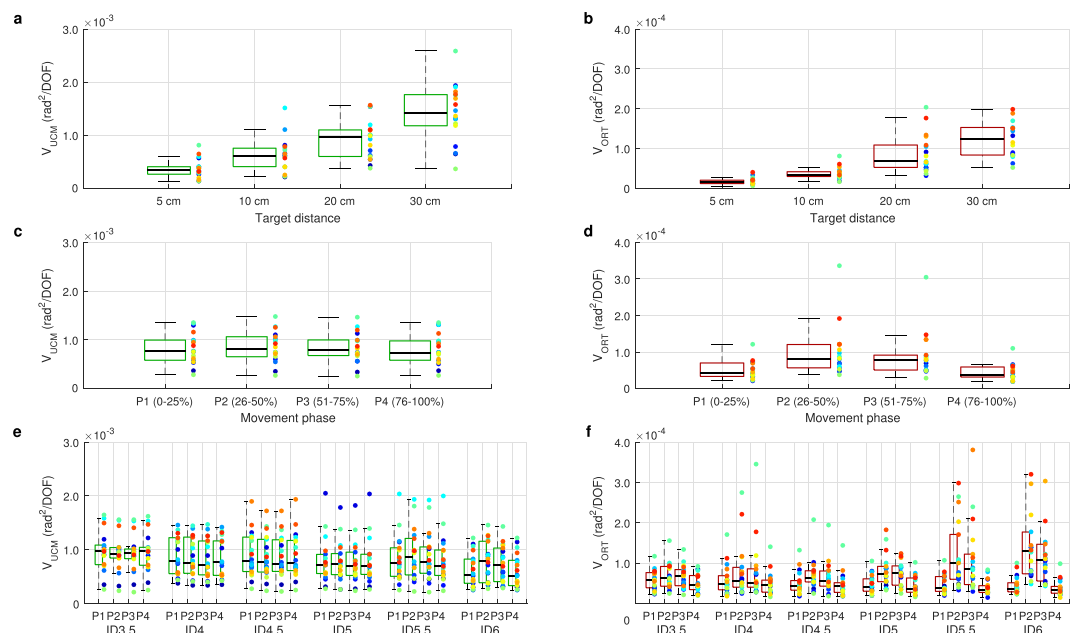 a
×10⁻³
3.0
2.0
1.0
0
V_UCM (rad²/DOF)
5 cm 10 cm 20 cm 30 cm
Target distance
b
×10⁻⁴
4.0
3.0
2.0
1.0
0
V_ORT (rad²/DOF)
5 cm 10 cm 20 cm 30 cm
Target distance
c
×10⁻³
3.0
2.0
1.0
0
V_UCM (rad²/DOF)
P1 (0-25%) P2 (26-50%) P3 (51-75%) P4 (76-100%)
Movement phase
d
×10⁻⁴
4.0
3.0
2.0
1.0
0
V_ORT (rad²/DOF)
P1 (0-25%) P2 (26-50%) P3 (51-75%) P4 (76-100%)
Movement phase
e
×10⁻³
3.0
2.0
1.0
0
V_UCM (rad²/DOF)
P1P2P3P4 P1P2P3P4 P1P2P3P4 P1P2P3P4 P1P2P3P4 P1P2P3P4
ID3.5 ID4 ID4.5 ID5 ID5.5 ID6
f
×10⁻⁴
4.0
3.0
2.0
1.0
0
V_ORT (rad²/DOF)
P1P2P3P4 P1P2P3P4 P1P2P3P4 P1P2P3P4 P1P2P3P4 P1P2P3P4
ID3.5 ID4 ID4.5 ID5 ID5.5 ID6